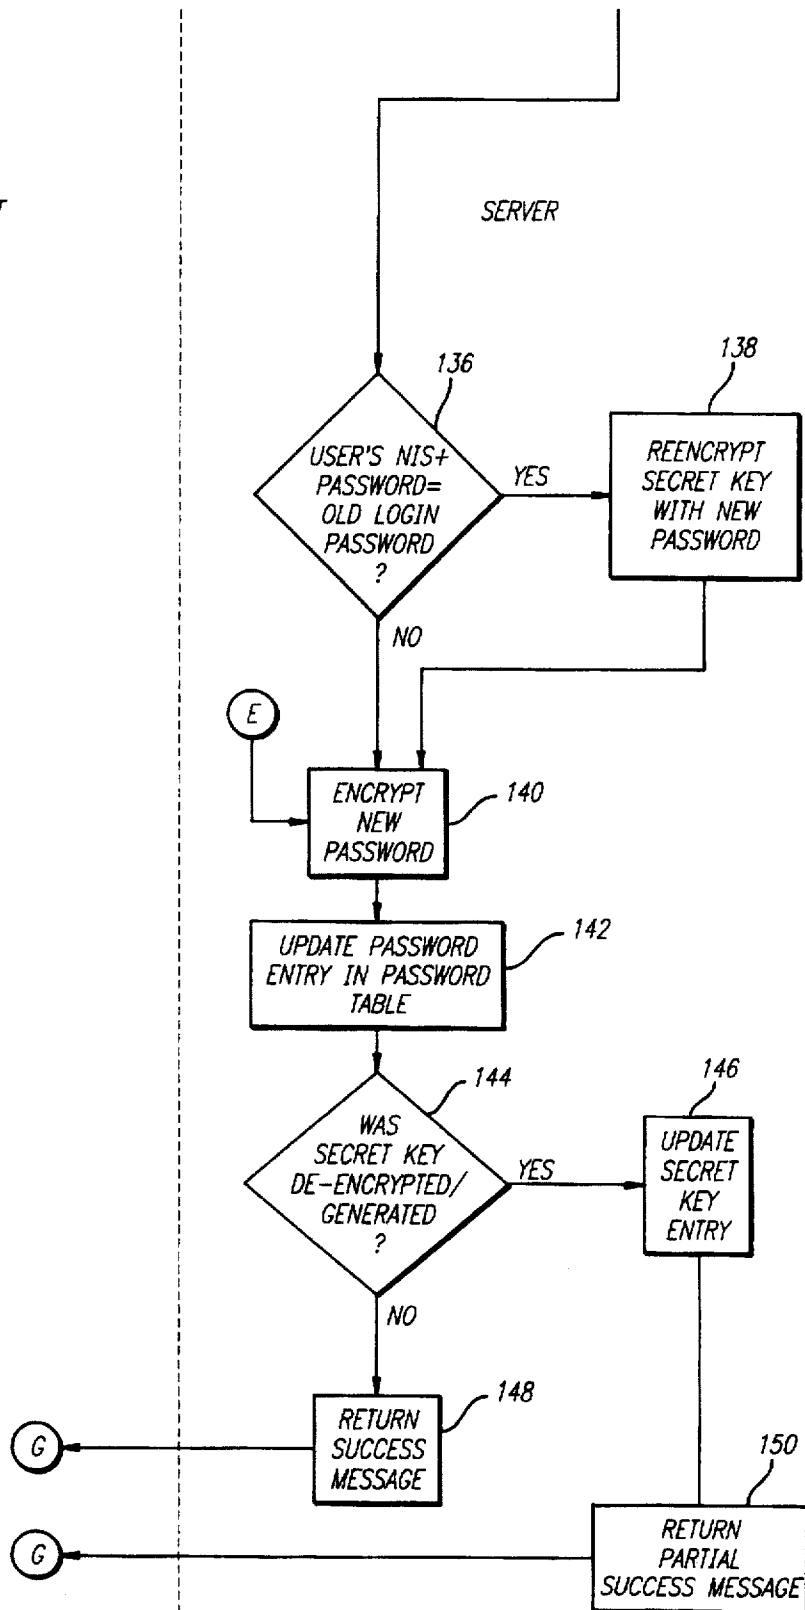 T
SERVER
136
138
USER'S NIS+
PASSWORD=
OLD LOGIN
PASSWORD
?
YES
REENCRYPT
SECRET KEY
WITH NEW
PASSWORD
NO
E
ENCRYPT
NEW
PASSWORD
140
UPDATE PASSWORD
ENTRY IN PASSWORD
TABLE
142
144
146
WAS
SECRET KEY
DE-ENCRYPTED/
GENERATED
?
YES
UPDATE
SECRET
KEY
ENTRY
NO
148
G
RETURN
SUCCESS
MESSAGE
150
G
RETURN
PARTIAL
SUCCESS MESSAGE